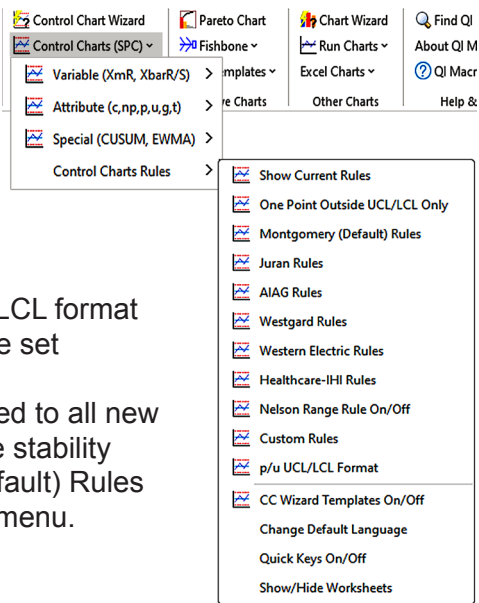 Control Chart Wizard
Pareto Chart
Chart Wizard
Find QI
Control Charts (SPC)
Fishbone
Run Charts
About QI M
Variable (XmR, XbarR/S) >
mplates
Excel Charts
QI Macr
Attribute (c,np,p,u,g,t) >
ve Charts
Other Charts
Help &
Special (CUSUM, EWMA) >
Control Charts Rules >
Show Current Rules
One Point Outside UCL/LCL Only
Montgomery (Default) Rules
Juran Rules
AIAG Rules
Westgard Rules
Western Electric Rules
Healthcare-IHI Rules
Nelson Range Rule On/Off
Custom Rules
p/u UCL/LCL Format
CC Wizard Templates On/Off
Change Default Language
Quick Keys On/Off
Show/Hide Worksheets
LCL format
e set
ed to all new
e stability
fault) Rules
menu.